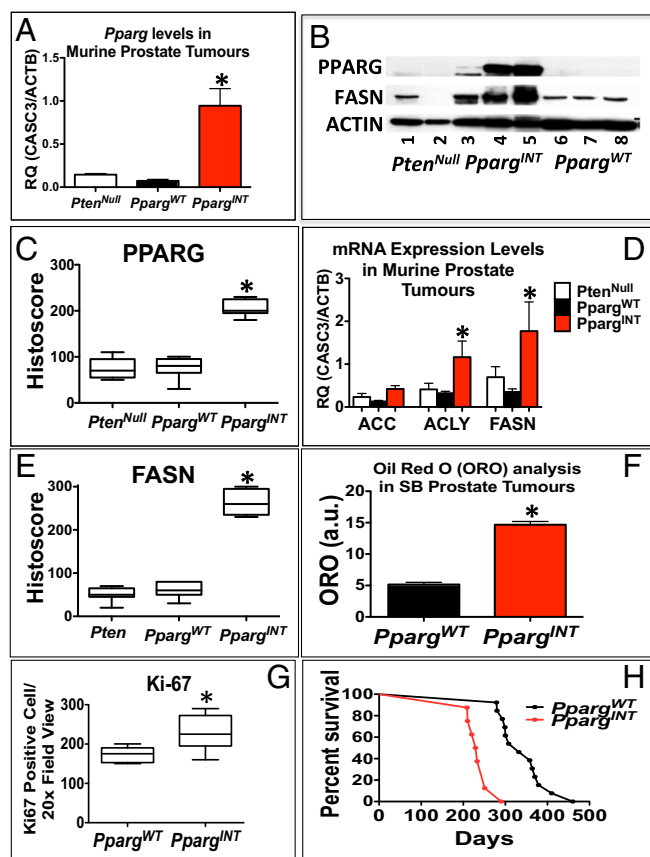 A
Pparg levels in
Murine Prostate Tumours
RQ (CASC3/ACTB)
1.5
1.0
0.5
0.0
*
PtenNull PpargWT PpargINT
B
PPARG
FASN
ACTIN
1 2 3 4 5 6 7 8
PtenNull PpargINT PpargWT
C
PPARG
Histoscore
300
200
100
0
*
PtenNull PpargWT PpargINT
D
mRNA Expression Levels
in Murine Prostate
Tumours
PtenNull
PpargWT
PpargINT
RQ (CASC3/ACTB)
3
2
1
0
* *
ACC ACLY FASN
E
FASN
Histoscore
300
200
100
0
*
Pten PpargWT PpargINT
F
Oil Red O (ORO) analysis
in SB Prostate Tumours
ORO (a.u.)
20
15
10
5
0
*
PpargWT PpargINT
G
Ki-67
Ki67 Positive Cell/
20x Field View
300
200
100
0
*
PpargWT PpargINT
H
Percent survival
100
80
60
40
20
0
PpargWT
PpargINT
0 100 200 300 400 500
Days